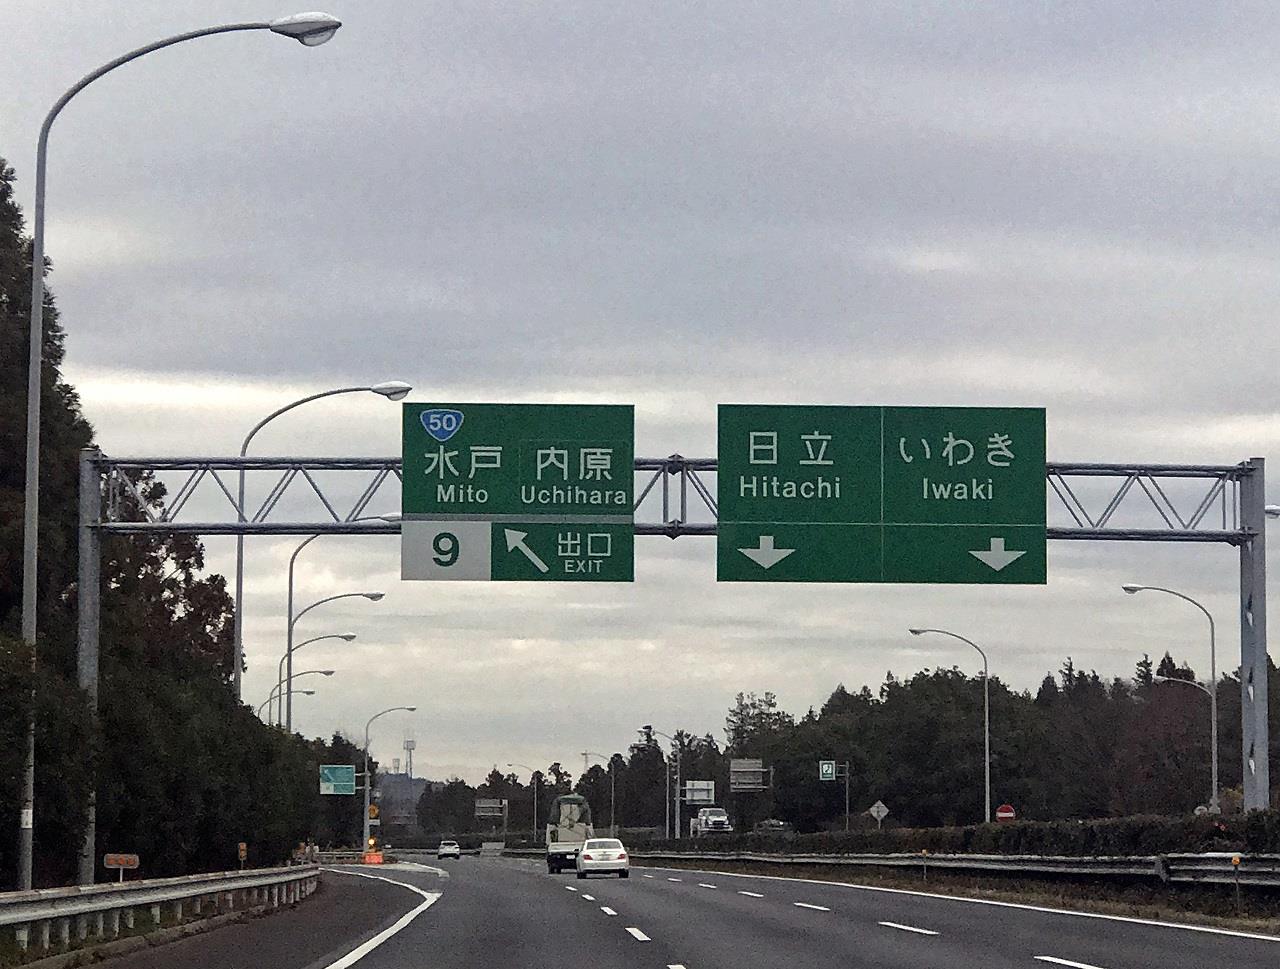 50
水戸 内原
Mito Uchihara
9 出口
EXIT
日立 いわき
Hitachi Iwaki